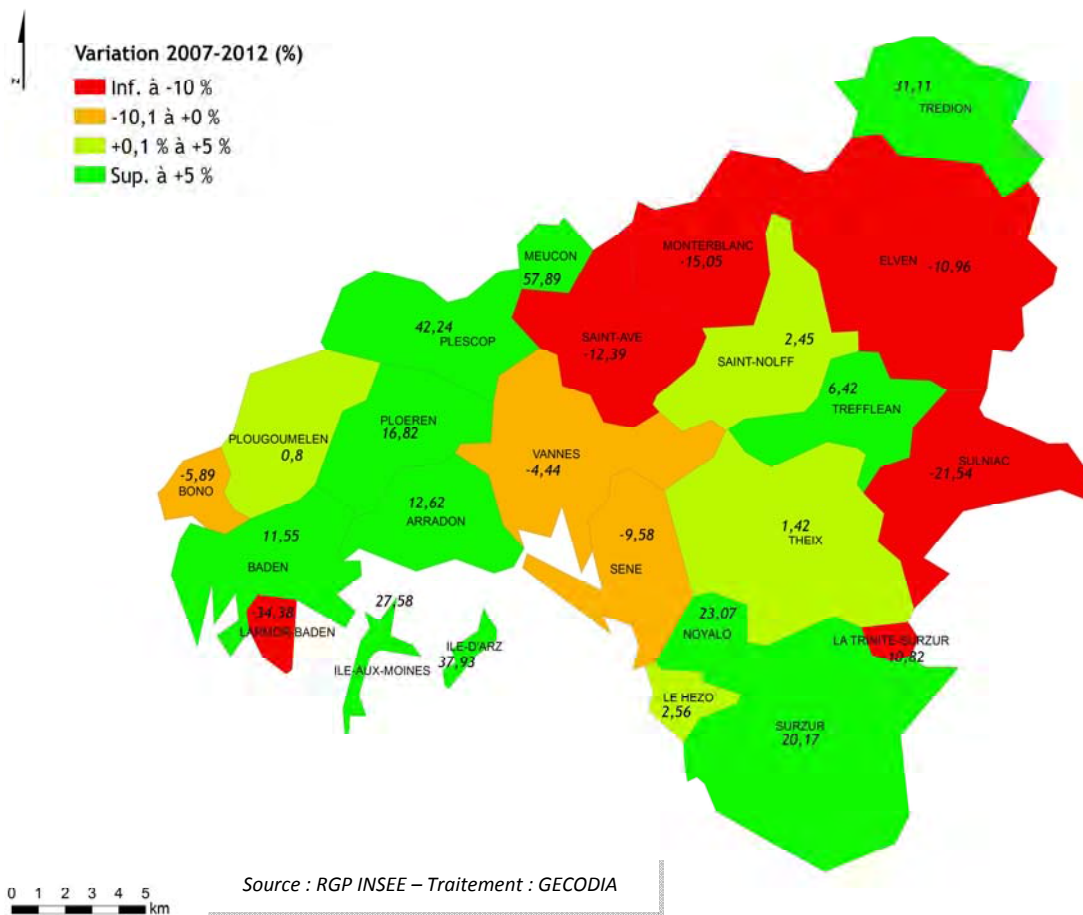 Variation 2007-2012 (%)
Inf. à -10 %
-10,1 à +0 %
+0,1 % à +5 %
Sup. à +5 %
z
31,11
TREDION
MONTERBLANC
-15,05
ELVEN -10,96
MEUCON
57,89
42,24
PLESCOP
SAINT-AVE
-12,39
2,45
SAINT-NOLFF
6,42
TREFFLEAN
PLOEREN
16,82
PLOUGOUMELEN
0,8
VANNES
-4,44
SULNIAC
-21,54
-5,89
BONO
12,62
ARRADON
11,55
BADEN
-9,58
SENE
1,42
THEIX
-34,38
LARMOR-BADEN
27,58
ILE-AUX-MOINES
ILE-D'ARZ
37,93
23,07
NOYALO
LA TRINITE-SURZUR
-10,82
LE HEZO
2,56
SURZUR
20,17
Source : RGP INSEE – Traitement : GECODIA
0 1 2 3 4 5
km